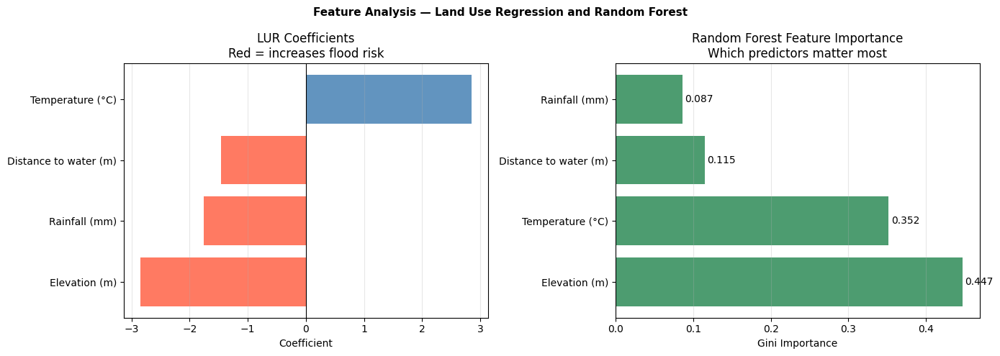 Feature Analysis — Land Use Regression and Random Forest
LUR Coefficients
Red = increases flood risk
Temperature (°C)
Distance to water (m)
Rainfall (mm)
Elevation (m)
−3 −2 −1 0 1 2 3
Coefficient
Random Forest Feature Importance
Which predictors matter most
Rainfall (mm) 0.087
Distance to water (m) 0.115
Temperature (°C) 0.352
Elevation (m) 0.447
0.0 0.1 0.2 0.3 0.4
Gini Importance